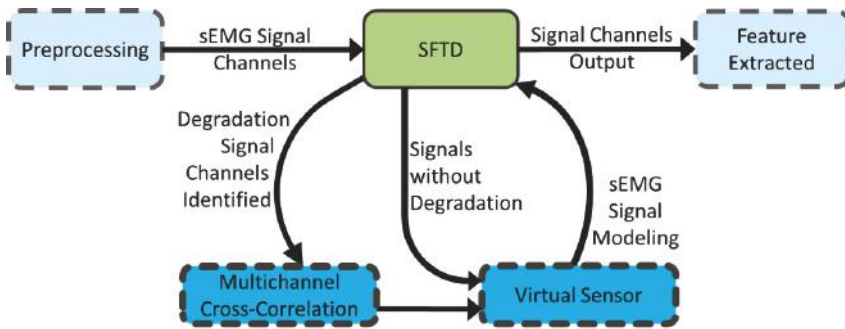 Preprocessing
sEMG Signal
Channels
SFTD
Signal Channels
Output
Feature
Extracted
Degradation
Signal
Channels
Identified
Signals
without
Degradation
sEMG
Signal
Modeling
Multichannel
Cross-Correlation
Virtual Sensor